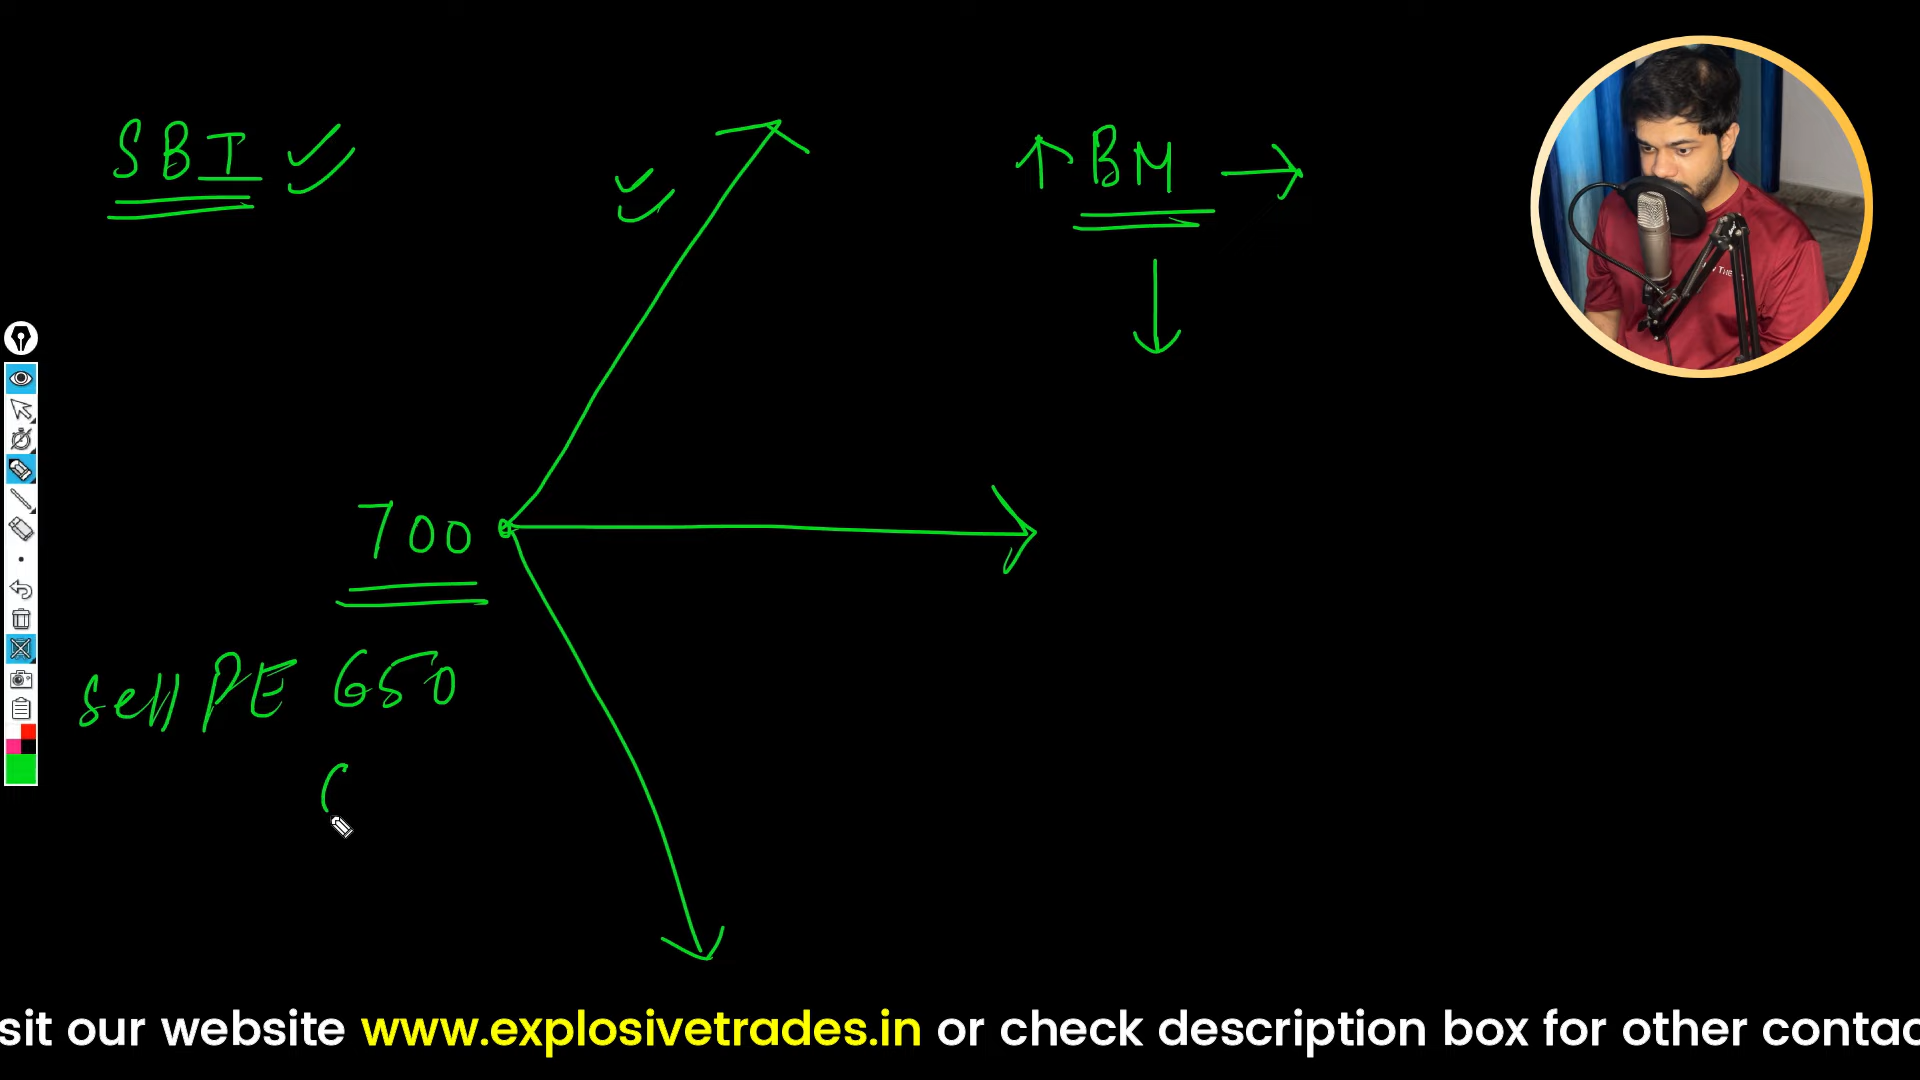 SBI
↑ BM →
700
Sell PE 650
sit our website www.explosivetrades.in or check description box for other contac